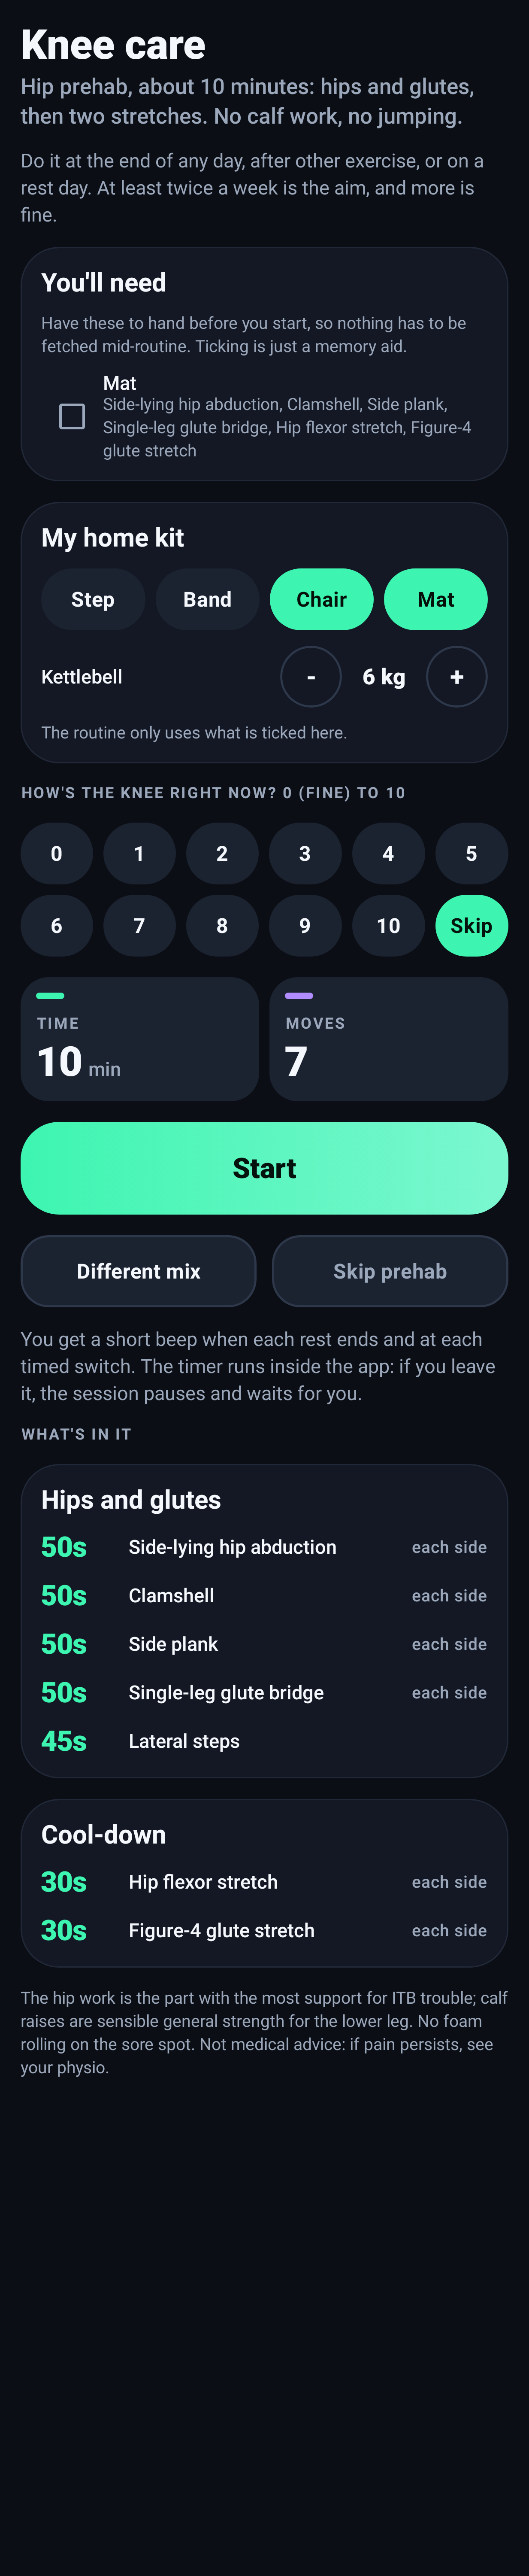 Knee care
Hip prehab, about 10 minutes: hips and glutes,
then two stretches. No calf work, no jumping.
Do it at the end of any day, after other exercise, or on a
rest day. At least twice a week is the aim, and more is
fine.
You'll need
Have these to hand before you start, so nothing has to be
fetched mid-routine. Ticking is just a memory aid.
Mat
Side-lying hip abduction, Clamshell, Side plank,
Single-leg glute bridge, Hip flexor stretch, Figure-4
glute stretch
My home kit
Step Band Chair Mat
Kettlebell - 6 kg +
The routine only uses what is ticked here.
HOW'S THE KNEE RIGHT NOW? 0 (FINE) TO 10
0 1 2 3 4 5
6 7 8 9 10 Skip
TIME
10 min
MOVES
7
Start
Different mix Skip prehab
You get a short beep when each rest ends and at each
timed switch. The timer runs inside the app: if you leave
it, the session pauses and waits for you.
WHAT'S IN IT
Hips and glutes
50s Side-lying hip abduction each side
50s Clamshell each side
50s Side plank each side
50s Single-leg glute bridge each side
45s Lateral steps
Cool-down
30s Hip flexor stretch each side
30s Figure-4 glute stretch each side
The hip work is the part with the most support for ITB trouble; calf
raises are sensible general strength for the lower leg. No foam
rolling on the sore spot. Not medical advice: if pain persists, see
your physio.